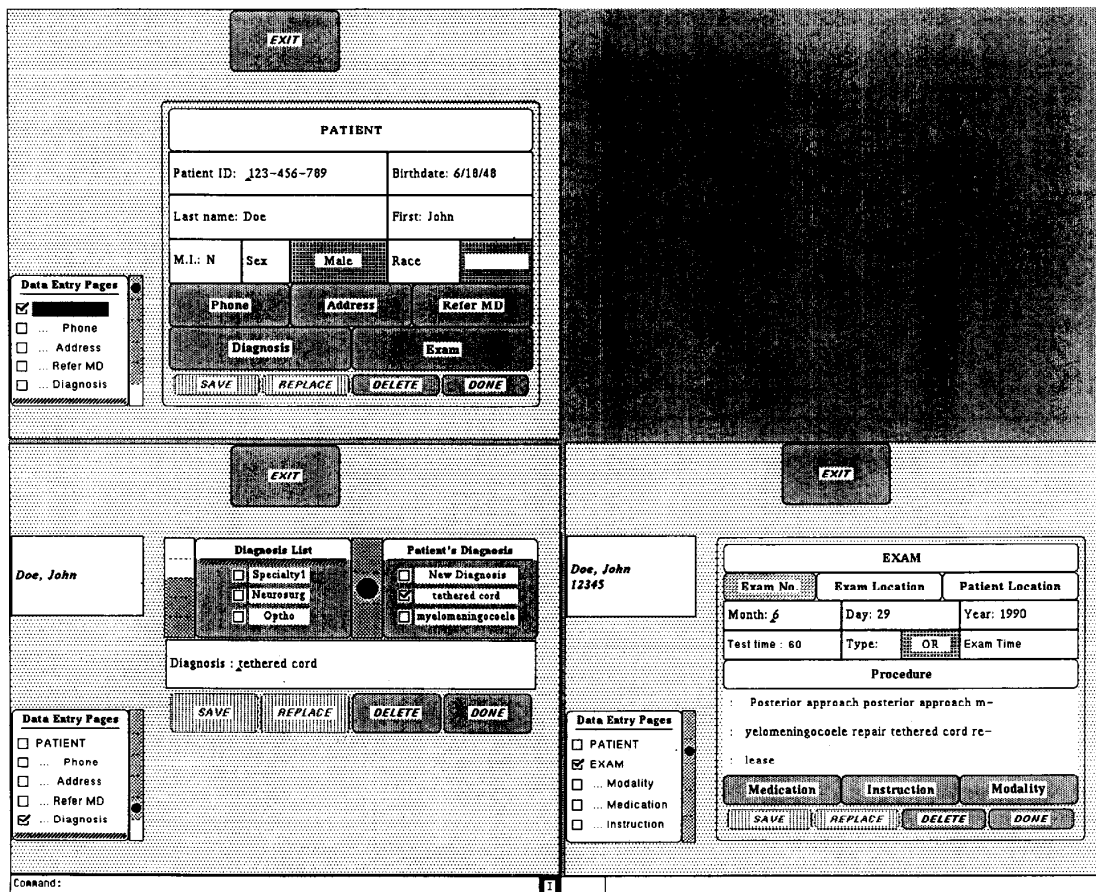 EXIT
PATIENT
Patient ID: 123-456-789 Birthdate: 6/18/48
Last name: Doe First: John
M.I.: N Sex Male Race
Phone Address Refer MD
Diagnosis Exam
SAVE REPLACE DELETE DONE
Data Entry Pages
... Phone
... Address
... Refer MD
... Diagnosis
EXIT
Doe, John
Diagnosis List
Specialty1
Neurosurg
Optho
Patient's Diagnosis
New Diagnosis
tathered cord
myelomeningocoele
Diagnosis : tethered cord
SAVE REPLACE DELETE DONE
Data Entry Pages
PATIENT
... Phone
... Address
... Refer MD
... Diagnosis
Command:
I
EXIT
Doe, John
12345
EXAM
Exam No. Exam Location Patient Location
Month: 6 Day: 29 Year: 1990
Test time : 60 Type: OR Exam Time
Procedure
: Posterior approach posterior approach m-
: yelomeningocoele repair tethered cord re-
: lease
Medication Instruction Modality
SAVE REPLACE DELETE DONE
Data Entry Pages
PATIENT
EXAM
... Modality
... Medication
... Instruction